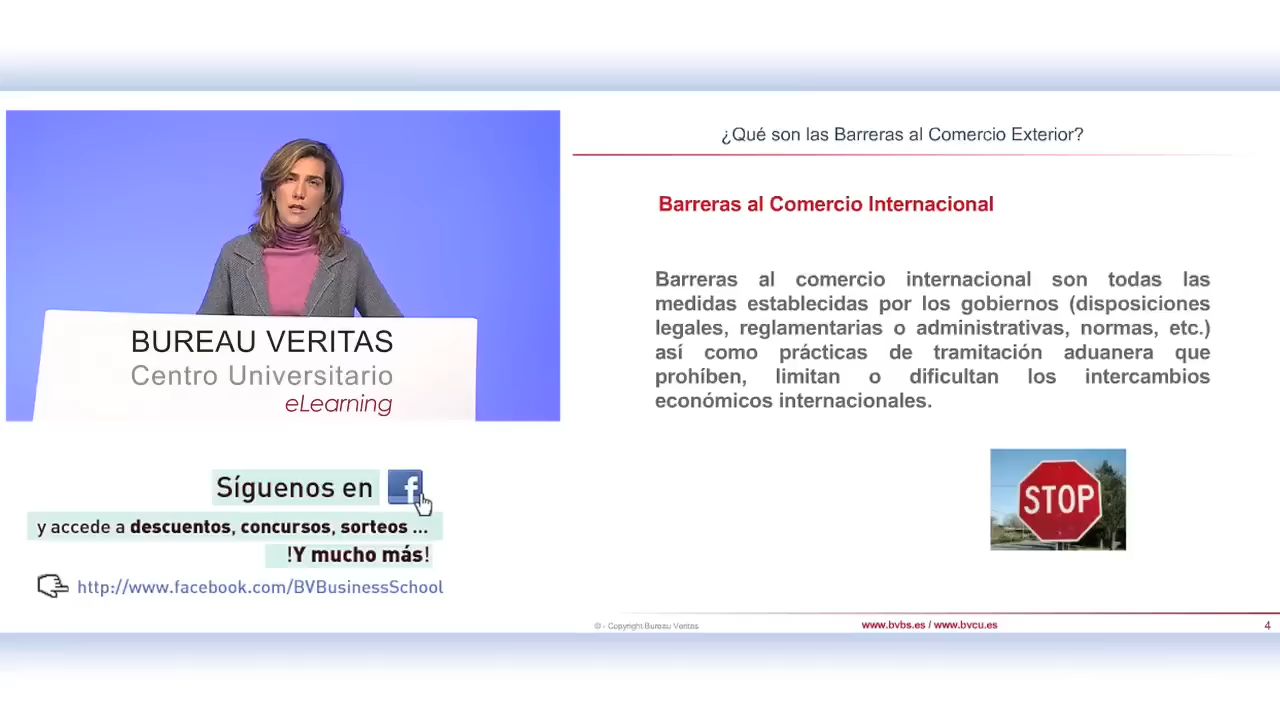 ¿Qué son las Barreras al Comercio Exterior?
Barreras al Comercio Internacional
Barreras al comercio internacional son todas las
medidas establecidas por los gobiernos (disposiciones
legales, reglamentarias o administrativas, normas, etc.)
así como prácticas de tramitación aduanera que
prohíben, limitan o dificultan los intercambios
económicos internacionales.
STOP
BUREAU VERITAS
Centro Universitario
eLearning
Síguenos en f
y accede a descuentos, concursos, sorteos ...
!Y mucho más!
http://www.facebook.com/BVBusinessSchool
© - Copyright Bureau Veritas
www.bvbs.es / www.bvcu.es
4